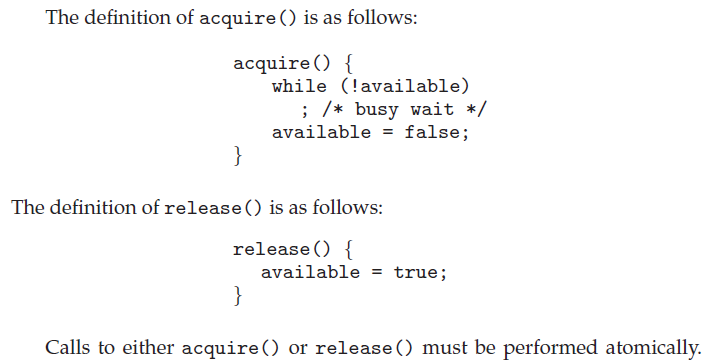 The definition of acquire() is as follows:
acquire() {
while (!available)
; /* busy wait */
available = false;
}
The definition of release() is as follows:
release() {
available = true;
}
Calls to either acquire() or release() must be performed atomically.